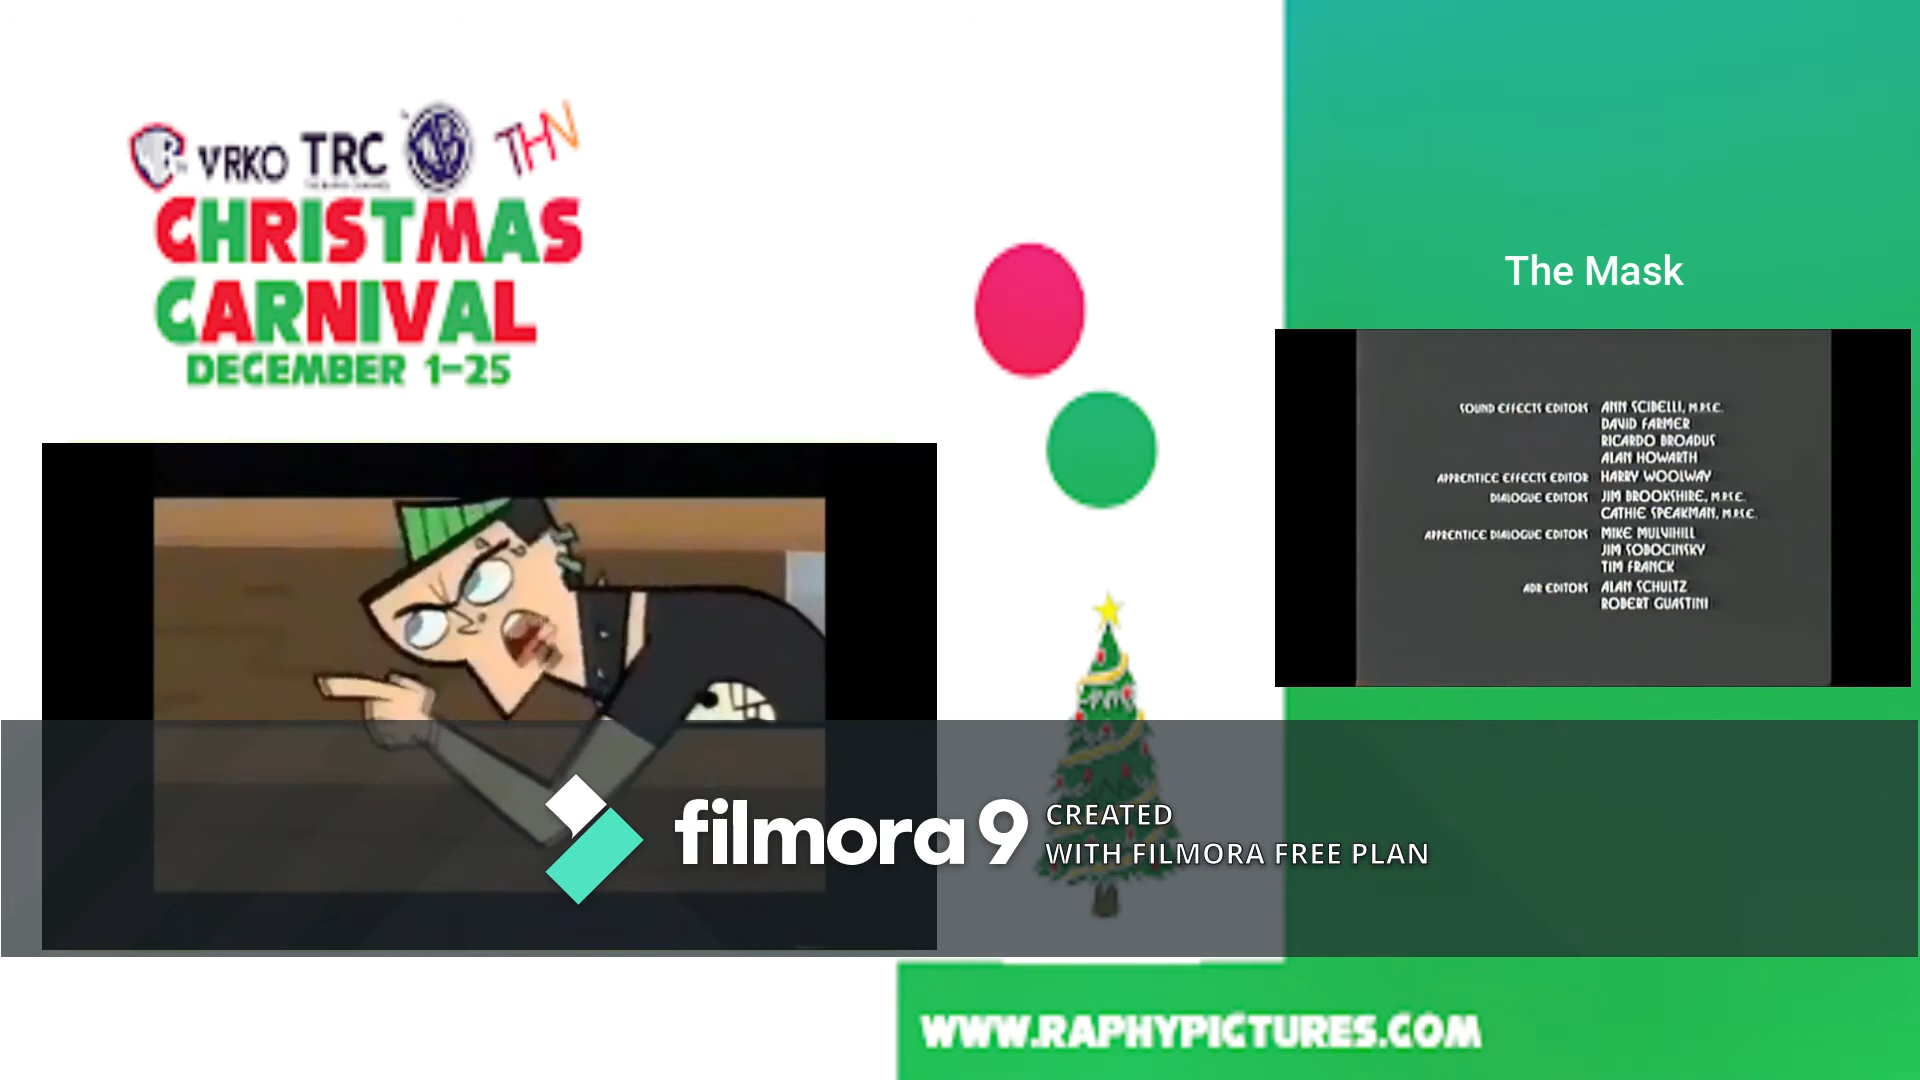 VRKO TRC THV
CHRISTMAS
CARNIVAL
DECEMBER 1-25
The Mask
SOUND EFFECTS EDITORS ANN SCIBELLI, M.P.S.E.
DAVID FARMER
RICARDO BROADUS
ALAN HOWARTH
APPRENTICE EFFECTS EDITOR HARRY WOOLWAY
DIALOGUE EDITORS JIM BROOKSHIRE, M.P.S.E.
CATHIE SPEAKMAN, M.P.S.E.
APPRENTICE DIALOGUE EDITORS MIKE MULVIHILL
JIM SOBOCINSKY
TIM FRANCK
ADR EDITORS ALAN SCHULTZ
ROBERT GUASTINI
filmora 9 CREATED
WITH FILMORA FREE PLAN
WWW.RAPHYPICTURES.COM